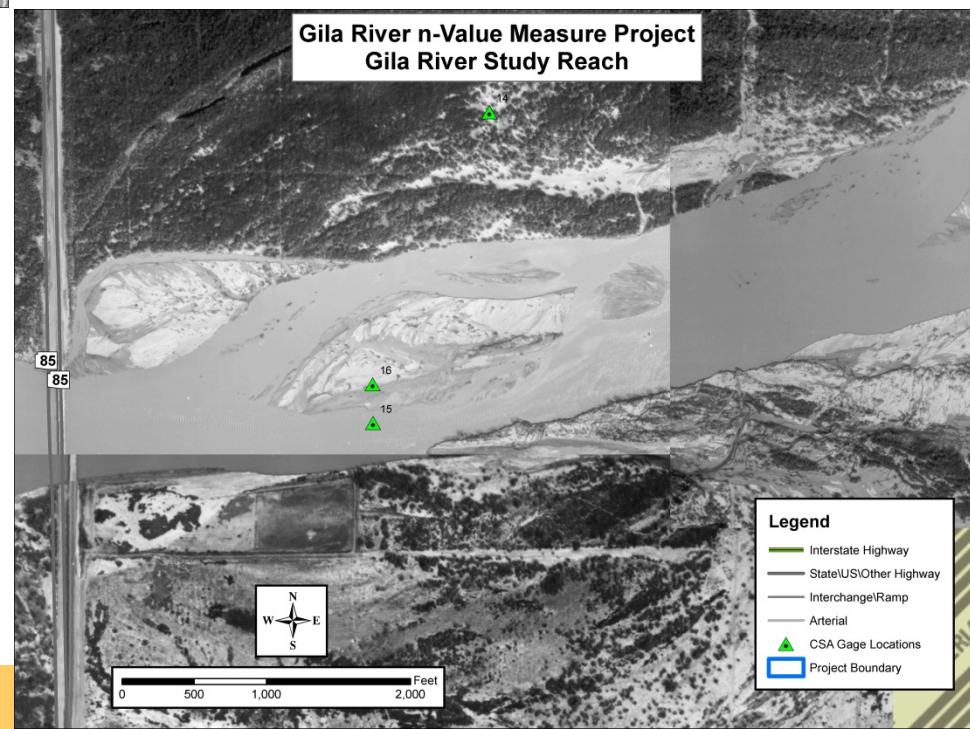 Gila River n-Value Measure Project
Gila River Study Reach
14
85
85
16
15
Legend
Interstate Highway
State\US\Other Highway
Interchange\Ramp
Arterial
CSA Gage Locations
Project Boundary
N
W E
S
Feet
0 500 1,000 2,000